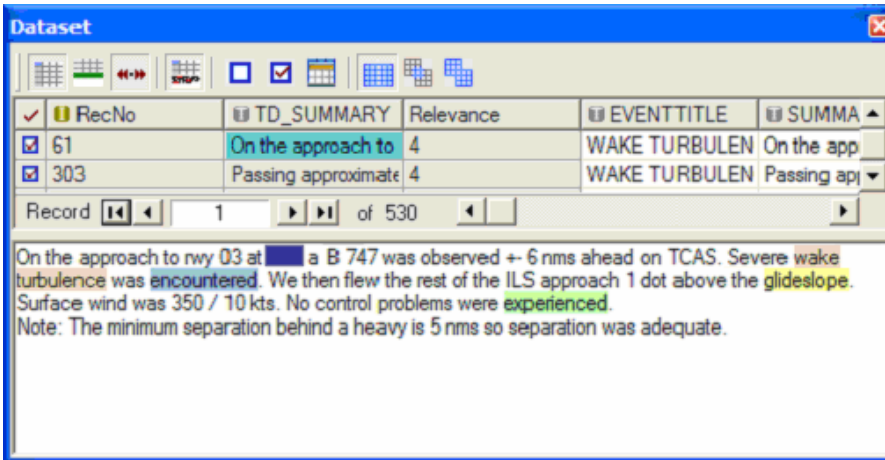 Dataset
RecNo TD_SUMMARY Relevance EVENTTITLE SUMMA
61 On the approach to 4 WAKE TURBULEN On the app
303 Passing approximate 4 WAKE TURBULEN Passing ap
Record 1 of 530
On the approach to rwy 03 at a B 747 was observed +- 6 nms ahead on TCAS. Severe wake
turbulence was encountered. We then flew the rest of the ILS approach 1 dot above the glideslope.
Surface wind was 350 / 10 kts. No control problems were experienced.
Note: The minimum separation behind a heavy is 5 nms so separation was adequate.